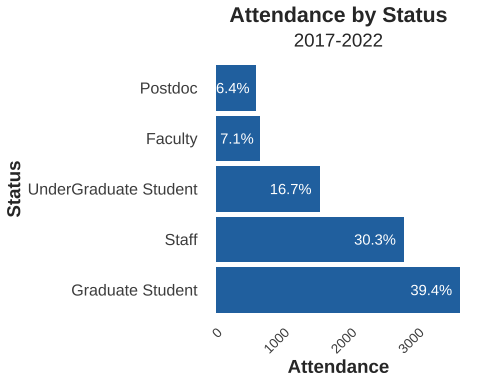 Attendance by Status
2017-2022
Status
Postdoc 6.4%
Faculty 7.1%
UnderGraduate Student 16.7%
Staff 30.3%
Graduate Student 39.4%
0 1000 2000 3000
Attendance